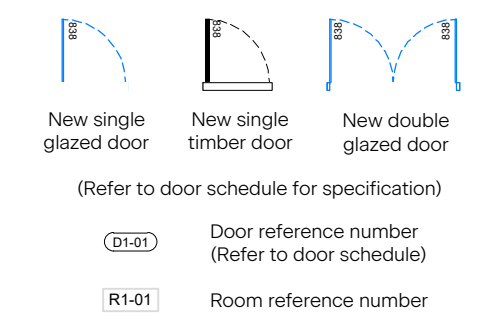 838 838 838 838
New single New single New double
glazed door timber door glazed door
(Refer to door schedule for specification)
D1-01 Door reference number
(Refer to door schedule)
R1-01 Room reference number